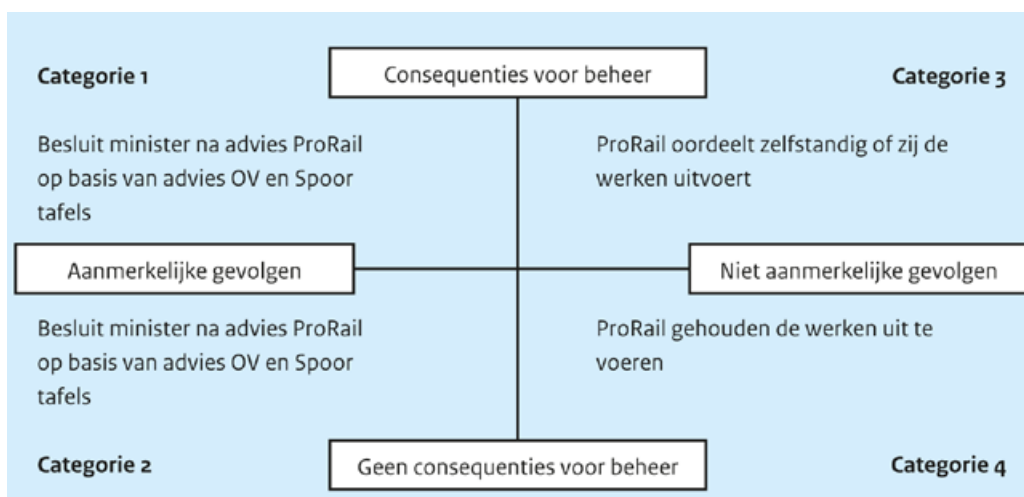 Categorie 1
Consequenties voor beheer
Categorie 3
Besluit minister na advies ProRail
op basis van advies OV en Spoor
tafels
ProRail oordeelt zelfstandig of zij de
werken uitvoert
Aanmerkelijke gevolgen
Niet aanmerkelijke gevolgen
Besluit minister na advies ProRail
op basis van advies OV en Spoor
tafels
ProRail gehouden de werken uit te
voeren
Categorie 2
Geen consequenties voor beheer
Categorie 4